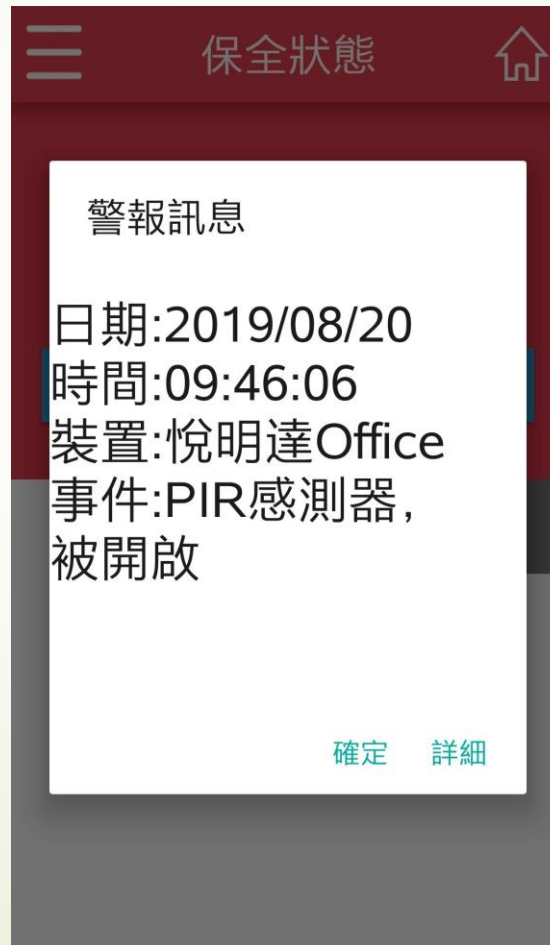 保全狀態
警報訊息
日期:2019/08/20
時間:09:46:06
裝置:悅明達Office
事件:PIR感測器,
被開啟
確定 詳細